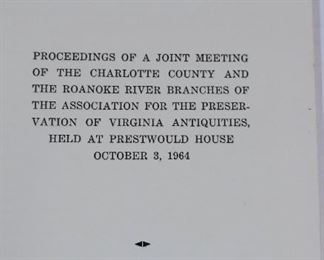 PROCEEDINGS OF A JOINT MEETING
OF THE CHARLOTTE COUNTY AND
THE ROANOKE RIVER BRANCHES OF
THE ASSOCIATION FOR THE PRESER-
VATION OF VIRGINIA ANTIQUITIES,
HELD AT PRESTWOULD HOUSE
OCTOBER 3, 1964